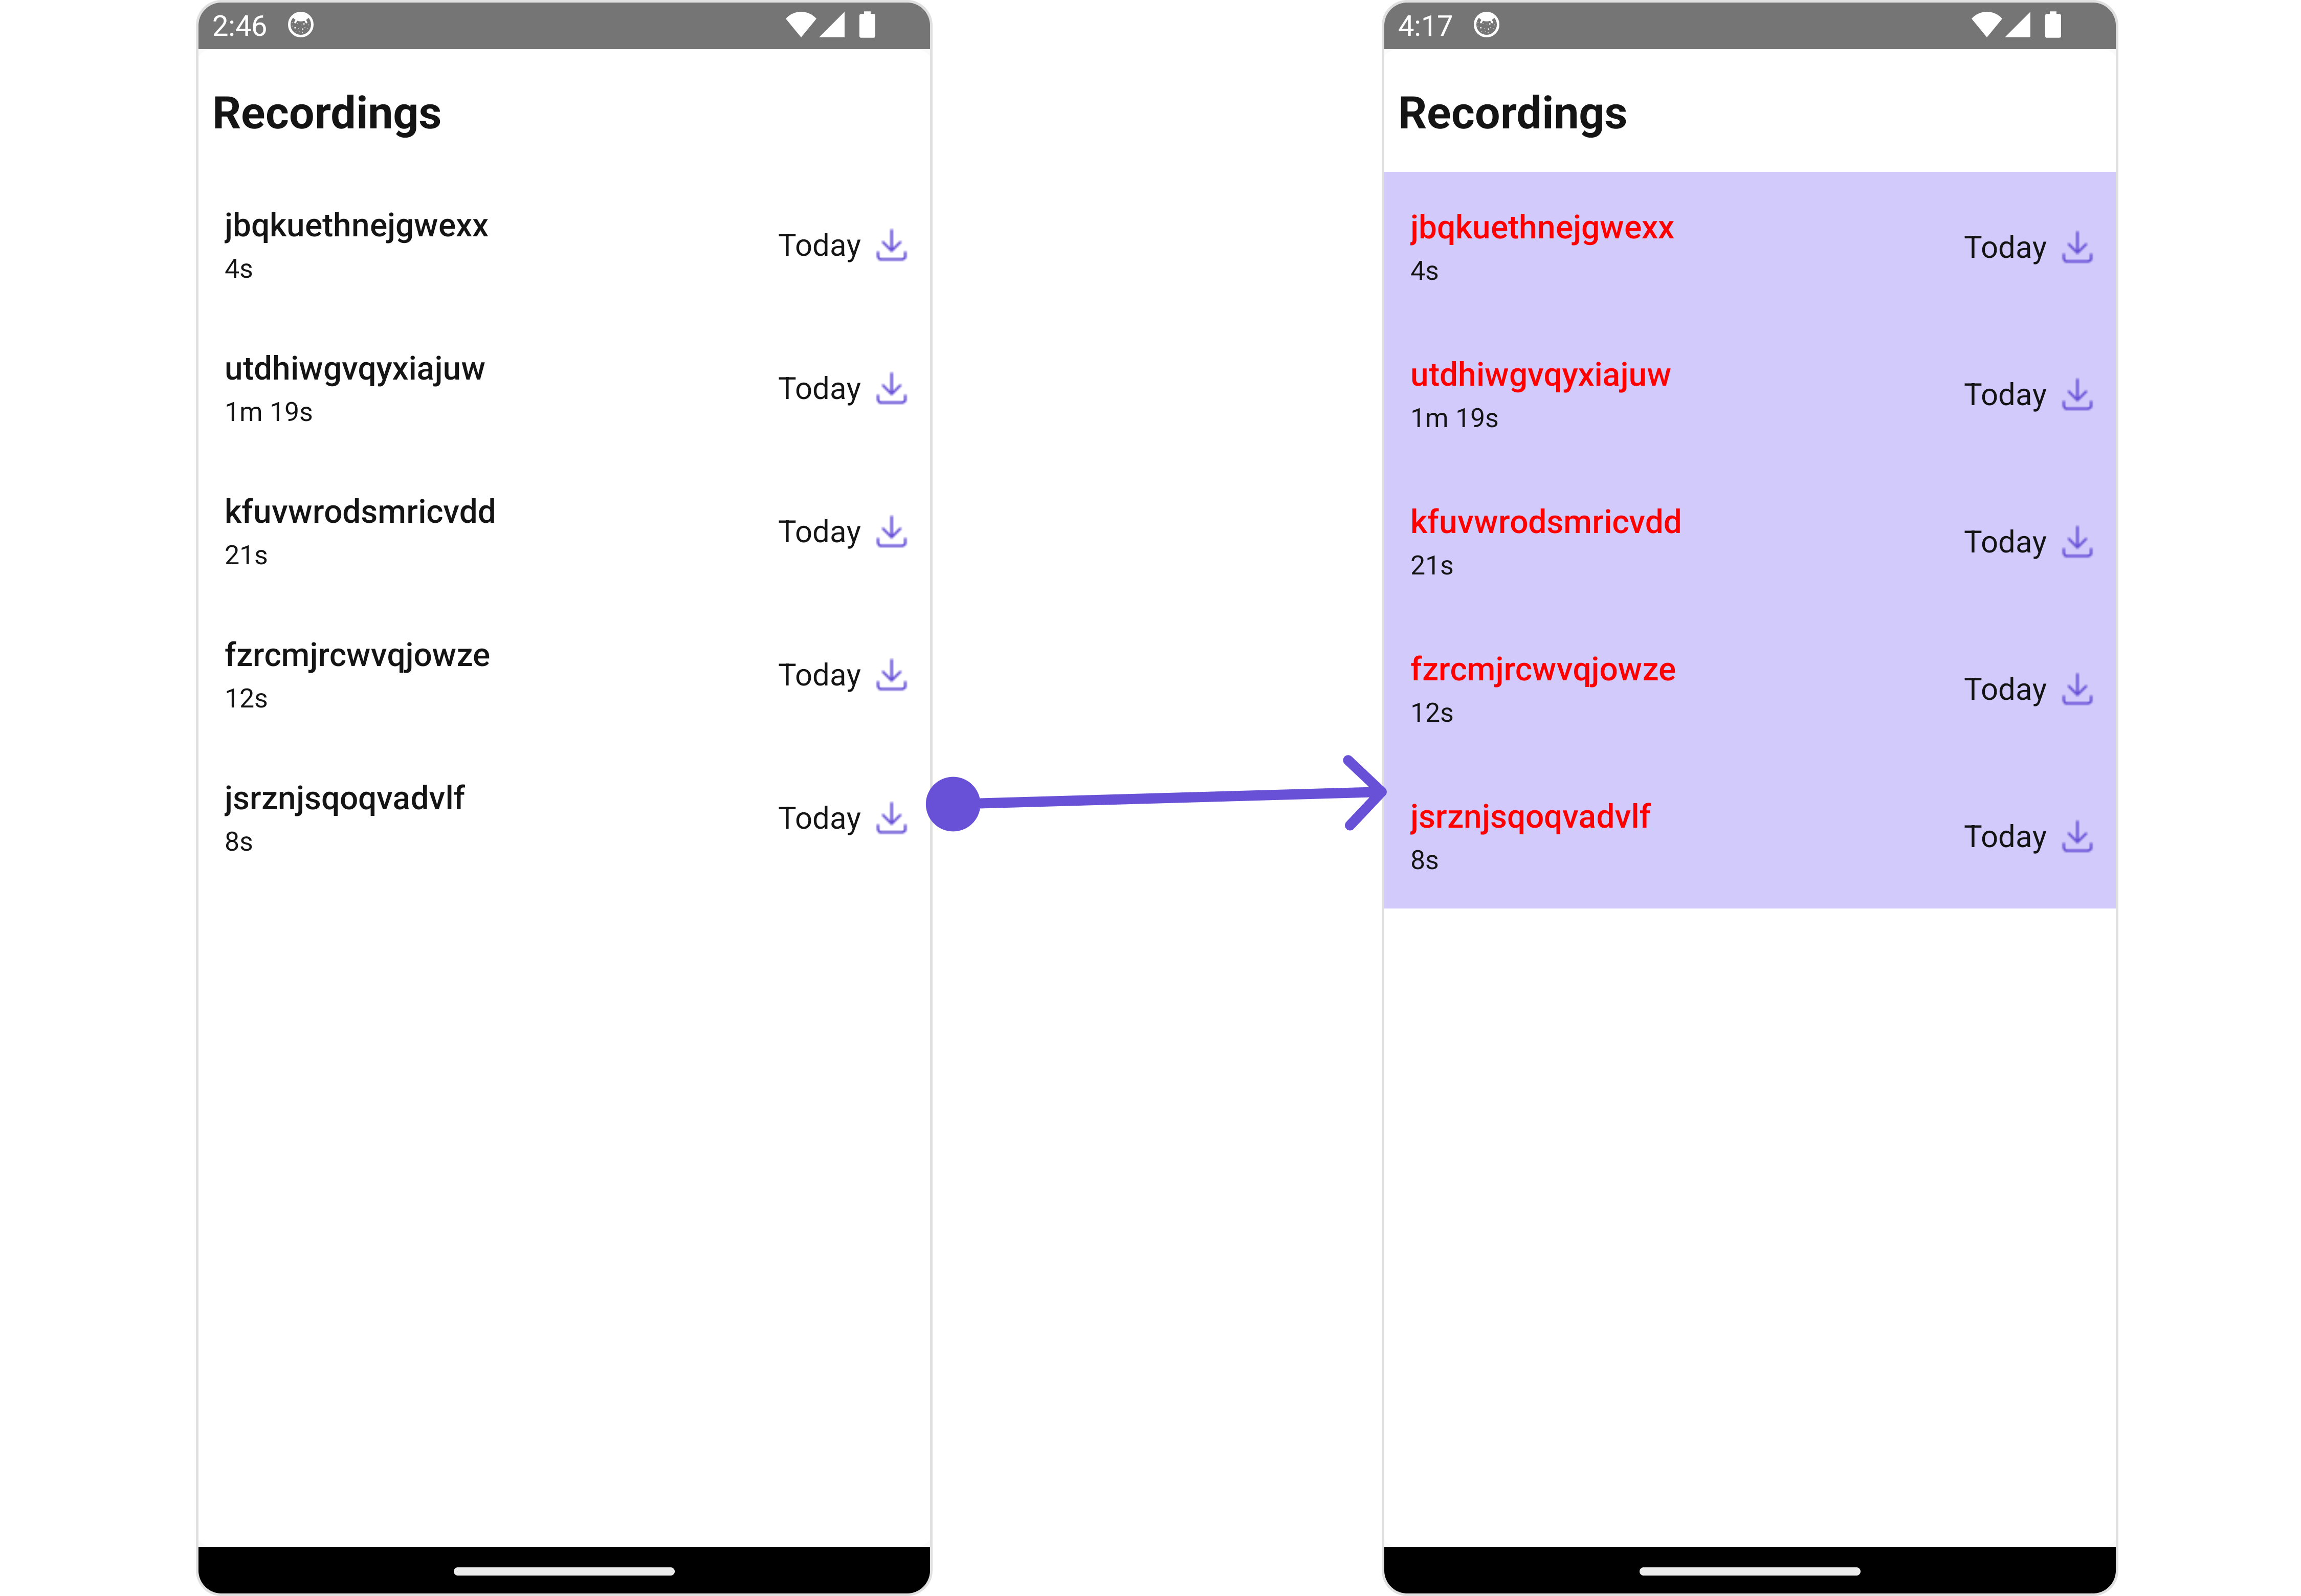 2:46
Recordings
jbqkuethnejgwexx
4s
Today
utdhiwgvqyxiajuw
1m 19s
Today
kfuvwrodsmricvdd
21s
Today
fzrcmjrcwvqjowze
12s
Today
jsrznjsqoqvadvlf
8s
Today
4:17
Recordings
jbqkuethnejgwexx
4s
Today
utdhiwgvqyxiajuw
1m 19s
Today
kfuvwrodsmricvdd
21s
Today
fzrcmjrcwvqjowze
12s
Today
jsrznjsqoqvadvlf
8s
Today